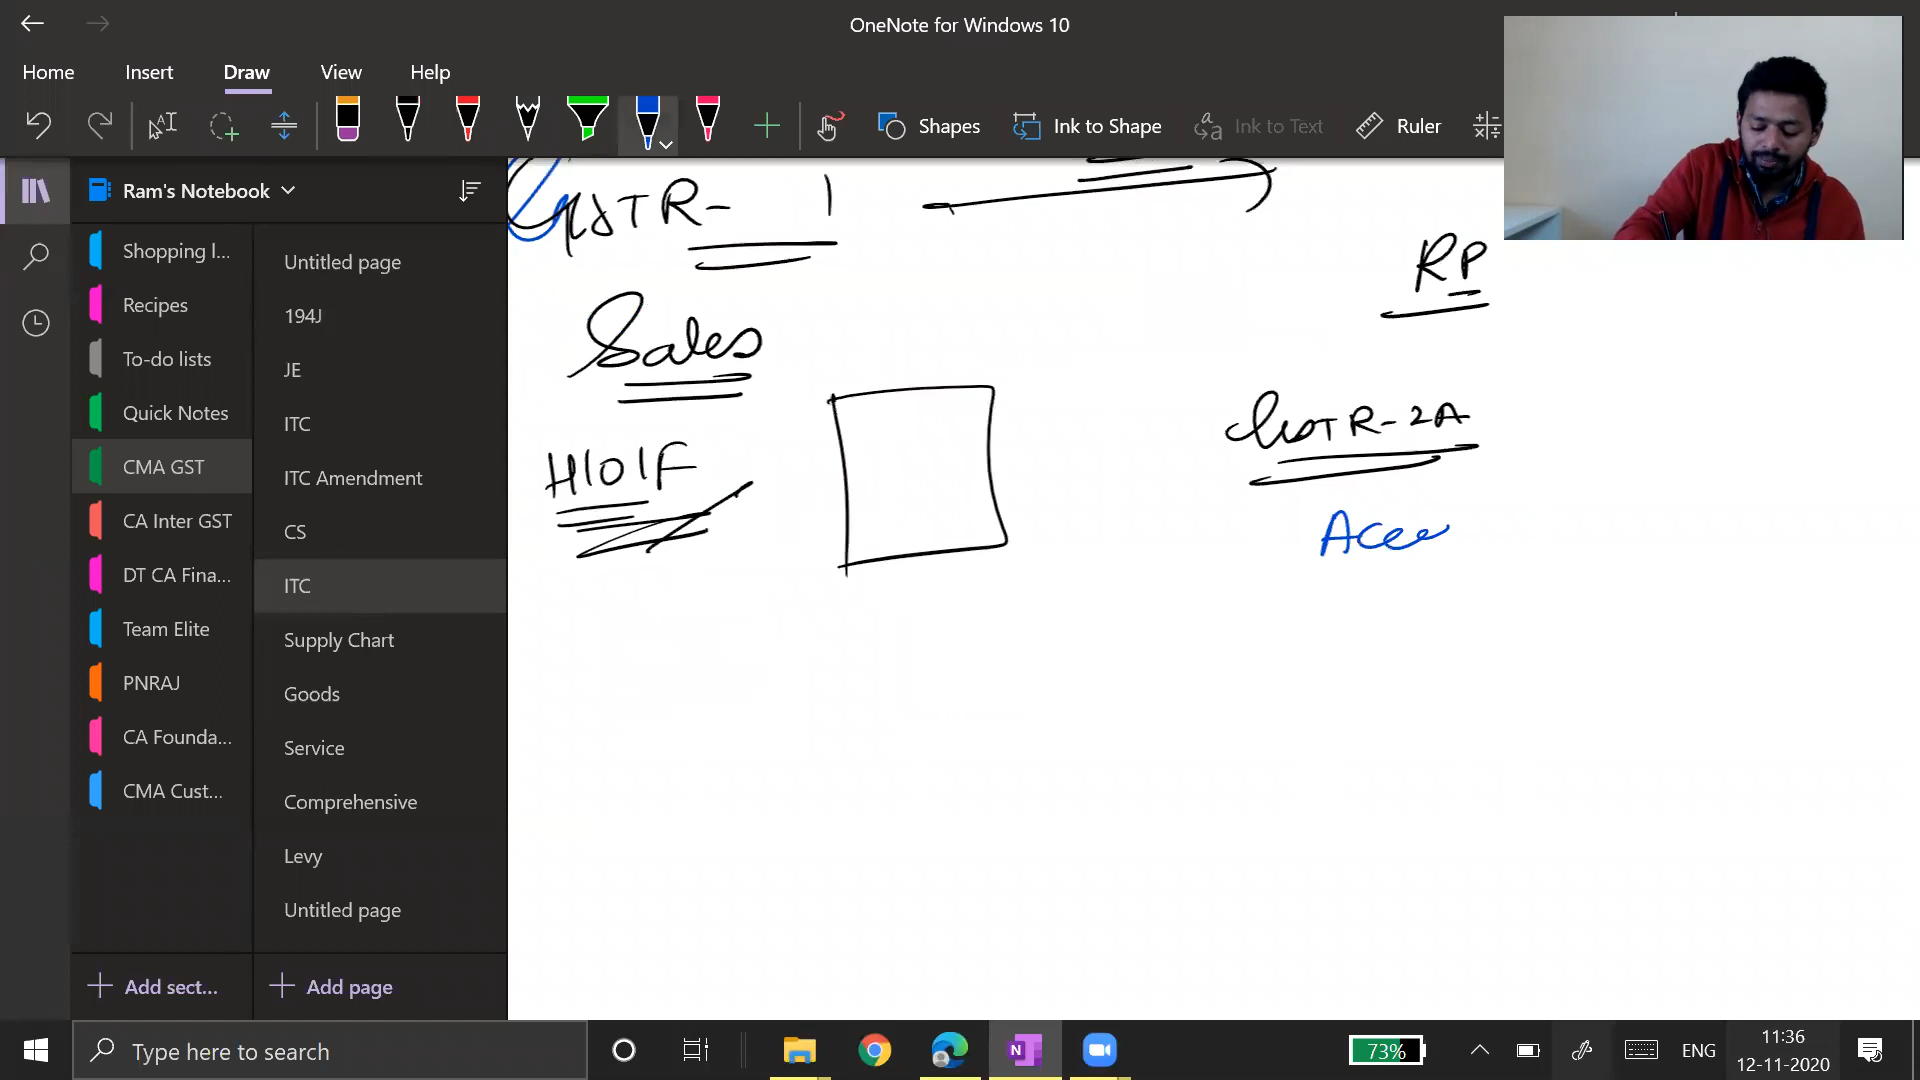 OneNote for Windows 10
Home Insert Draw View Help
Shapes Ink to Shape Ink to Text Ruler
Ram's Notebook
Shopping l...
Recipes
To-do lists
Quick Notes
CMA GST
CA Inter GST
DT CA Fina...
Team Elite
PNRAJ
CA Founda...
CMA Cust...
Add sect...
Untitled page
194J
JE
ITC
ITC Amendment
CS
ITC
Supply Chart
Goods
Service
Comprehensive
Levy
Untitled page
Add page
GSTR- 1
RP
Sales
GSTR-2A
H101F
Type here to search
73%
ENG
11:36
12-11-2020